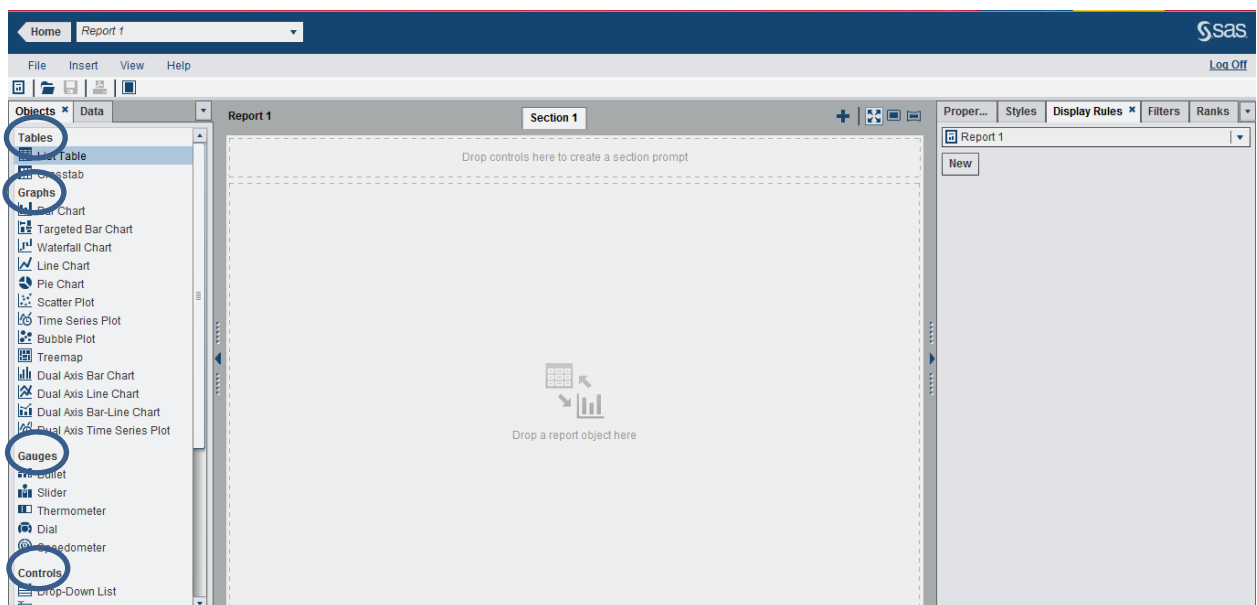 Home Report 1
sas
File Insert View Help
Log Off
Objects Data
Tables
List Table
Crosstab
Graphs
Bar Chart
Targeted Bar Chart
Waterfall Chart
Line Chart
Pie Chart
Scatter Plot
Time Series Plot
Bubble Plot
Treemap
Dual Axis Bar Chart
Dual Axis Line Chart
Dual Axis Bar-Line Chart
Dual Axis Time Series Plot
Gauges
Bullet
Slider
Thermometer
Dial
Speedometer
Controls
Drop-Down List
Report 1
Section 1
Drop controls here to create a section prompt
Drop a report object here
Proper... Styles Display Rules Filters Ranks
Report 1
New